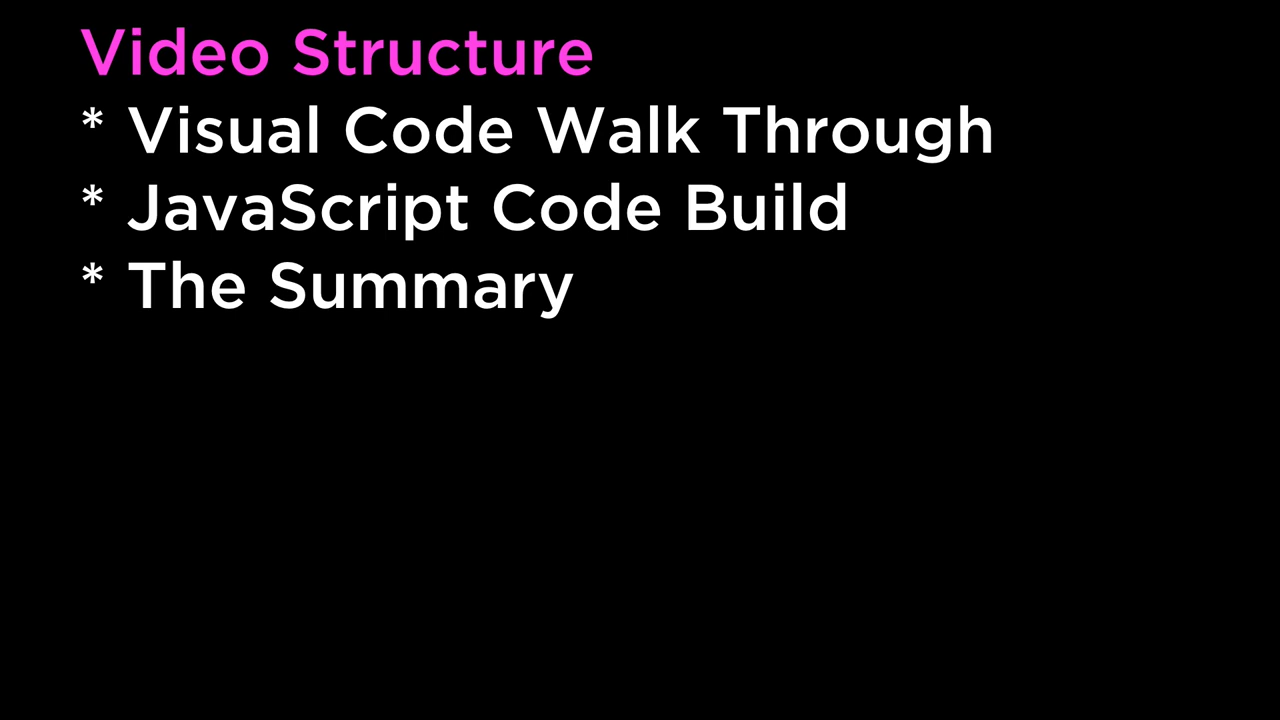 Video Structure
* Visual Code Walk Through
* JavaScript Code Build
* The Summary